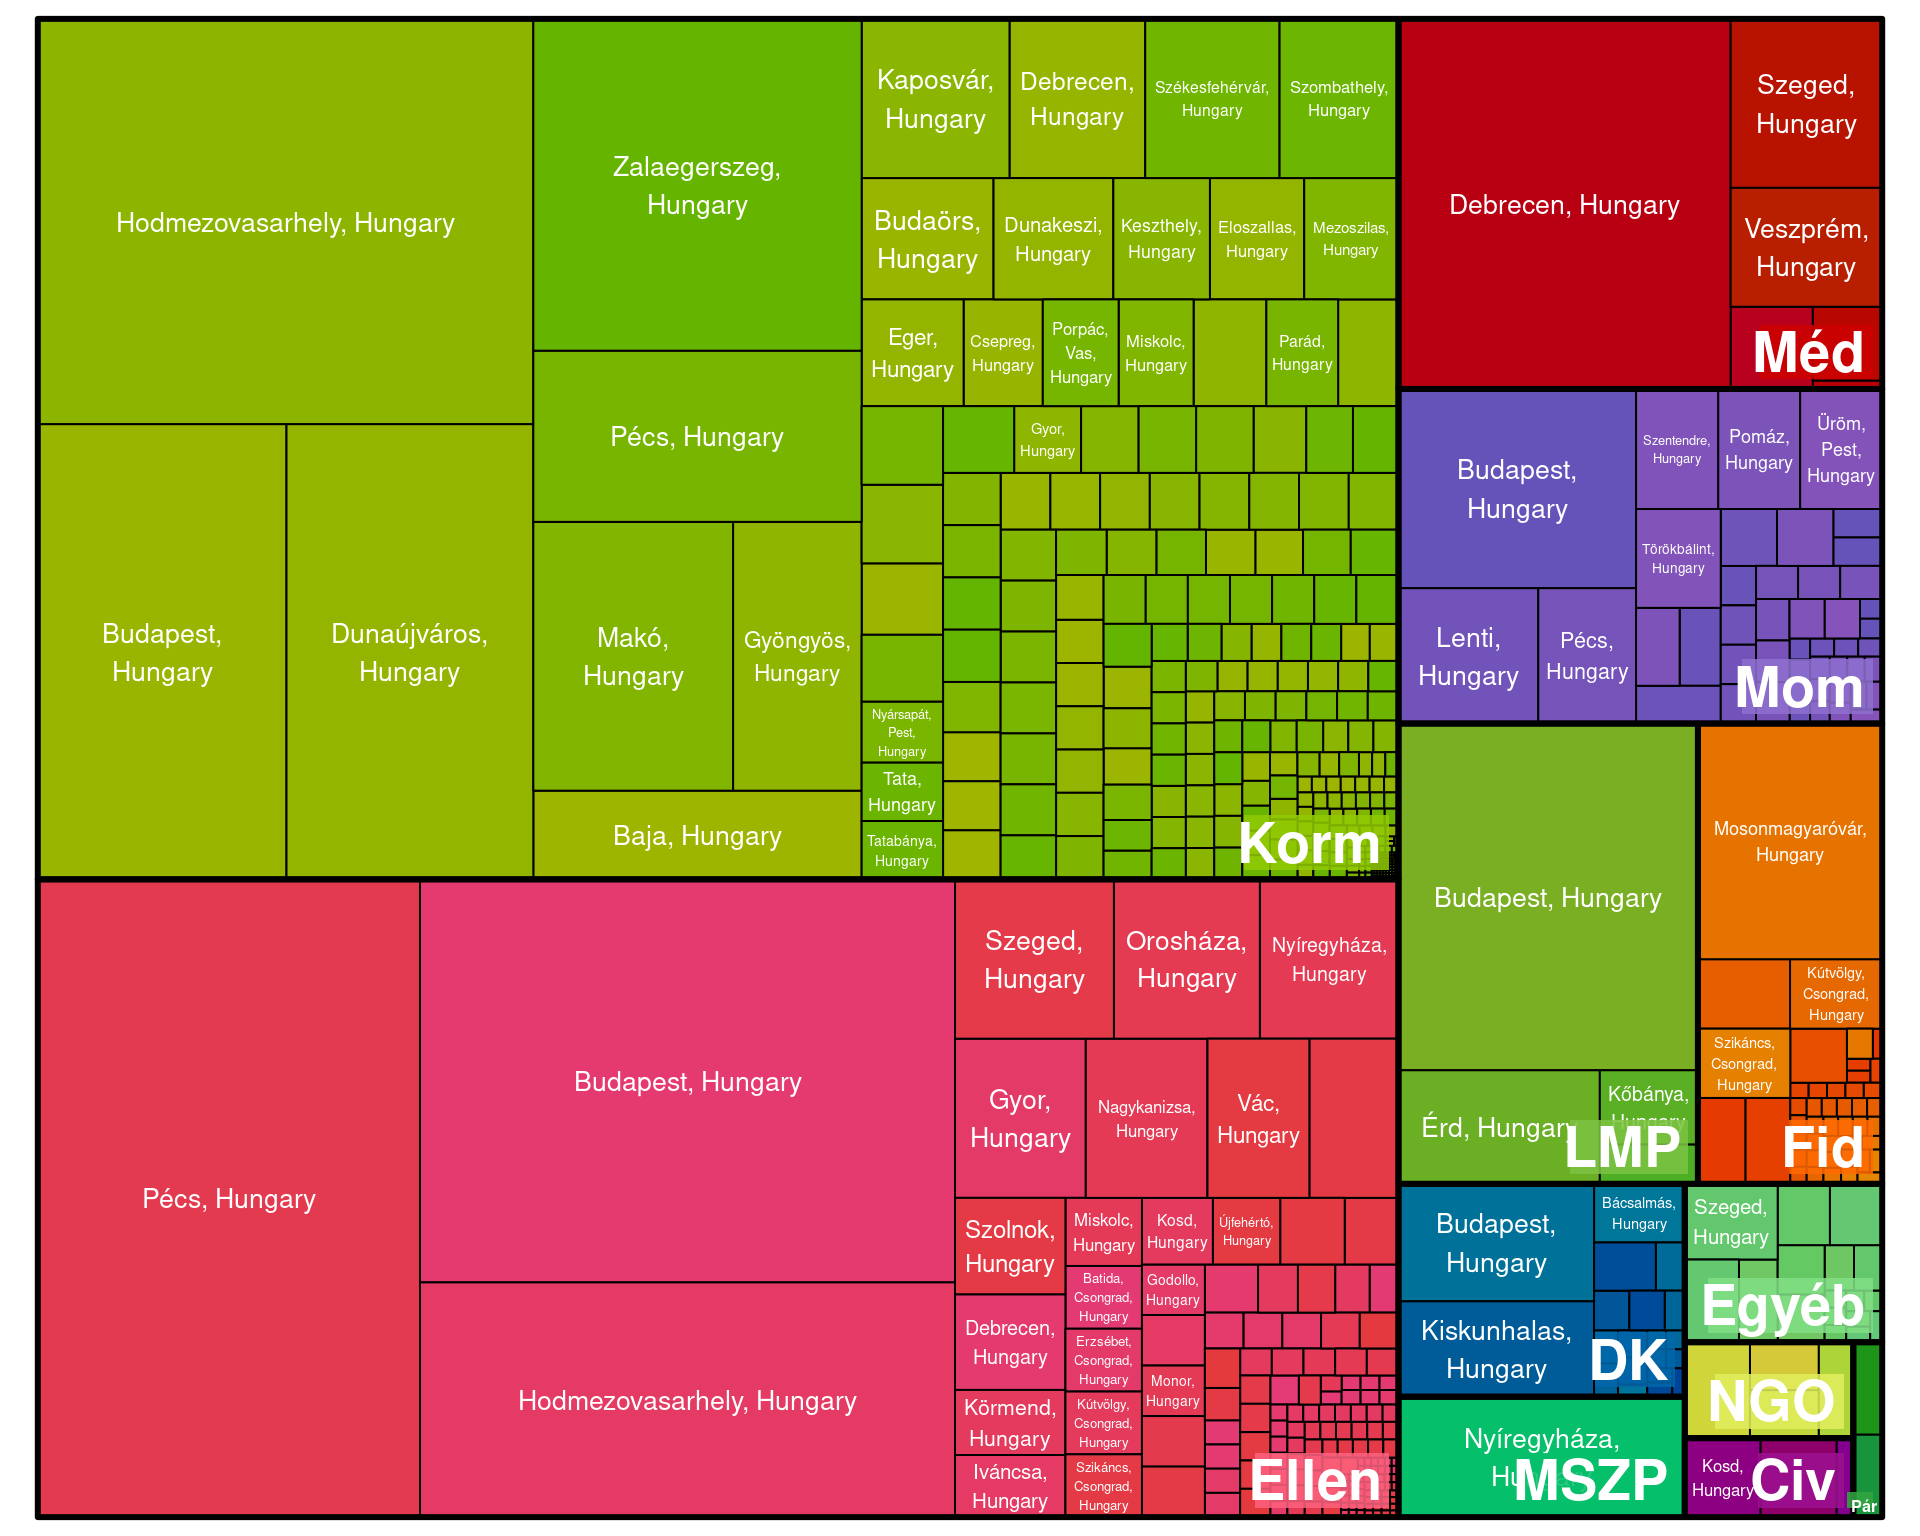 Hodmezovasarhely, Hungary
Budapest,
Hungary
Dunaújváros,
Hungary
Zalaegerszeg,
Hungary
Pécs, Hungary
Makó,
Hungary
Gyöngyös,
Hungary
Baja, Hungary
Kaposvár,
Hungary
Debrecen,
Hungary
Székesfehérvár,
Hungary
Szombathely,
Hungary
Budaörs,
Hungary
Dunakeszi,
Hungary
Keszthely,
Hungary
Eloszallas,
Hungary
Mezoszilas,
Hungary
Eger,
Hungary
Csepreg,
Hungary
Porpác,
Vas,
Hungary
Miskolc,
Hungary
Parád,
Hungary
Gyor,
Hungary
Nyársapát,
Pest,
Hungary
Tata,
Hungary
Tatabánya,
Hungary
Korm
Pécs, Hungary
Budapest, Hungary
Hodmezovasarhely, Hungary
Szeged,
Hungary
Orosháza,
Hungary
Nyíregyháza,
Hungary
Gyor,
Hungary
Nagykanizsa,
Hungary
Vác,
Hungary
Szolnok,
Hungary
Debrecen,
Hungary
Körmend,
Hungary
Iváncsa,
Hungary
Miskolc,
Hungary
Batida,
Csongrad,
Hungary
Erzsébet,
Csongrad,
Hungary
Kútvölgy,
Csongrad,
Hungary
Szikáncs,
Csongrad,
Hungary
Kosd,
Hungary
Újfehértó,
Hungary
Godollo,
Hungary
Monor,
Hungary
Ellen
Debrecen, Hungary
Szeged,
Hungary
Veszprém,
Hungary
Méd
Budapest,
Hungary
Lenti,
Hungary
Pécs,
Hungary
Szentendre,
Hungary
Pomáz,
Hungary
Üröm,
Pest,
Hungary
Törökbálint,
Hungary
Mom
Budapest, Hungary
Érd, Hungary
Kőbánya,
Hungary
LMP
Mosonmagyaróvár,
Hungary
Kútvölgy,
Csongrad,
Hungary
Szikáncs,
Csongrad,
Hungary
Fid
Budapest,
Hungary
Kiskunhalas,
Hungary
Bácsalmás,
Hungary
DK
Szeged,
Hungary
Egyéb
Nyíregyháza,
MSZP
NGO
Kosd,
Hungary
Civ
Pár